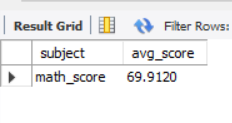 Result Grid Filter Rows:
subject avg_score
math_score 69.9120